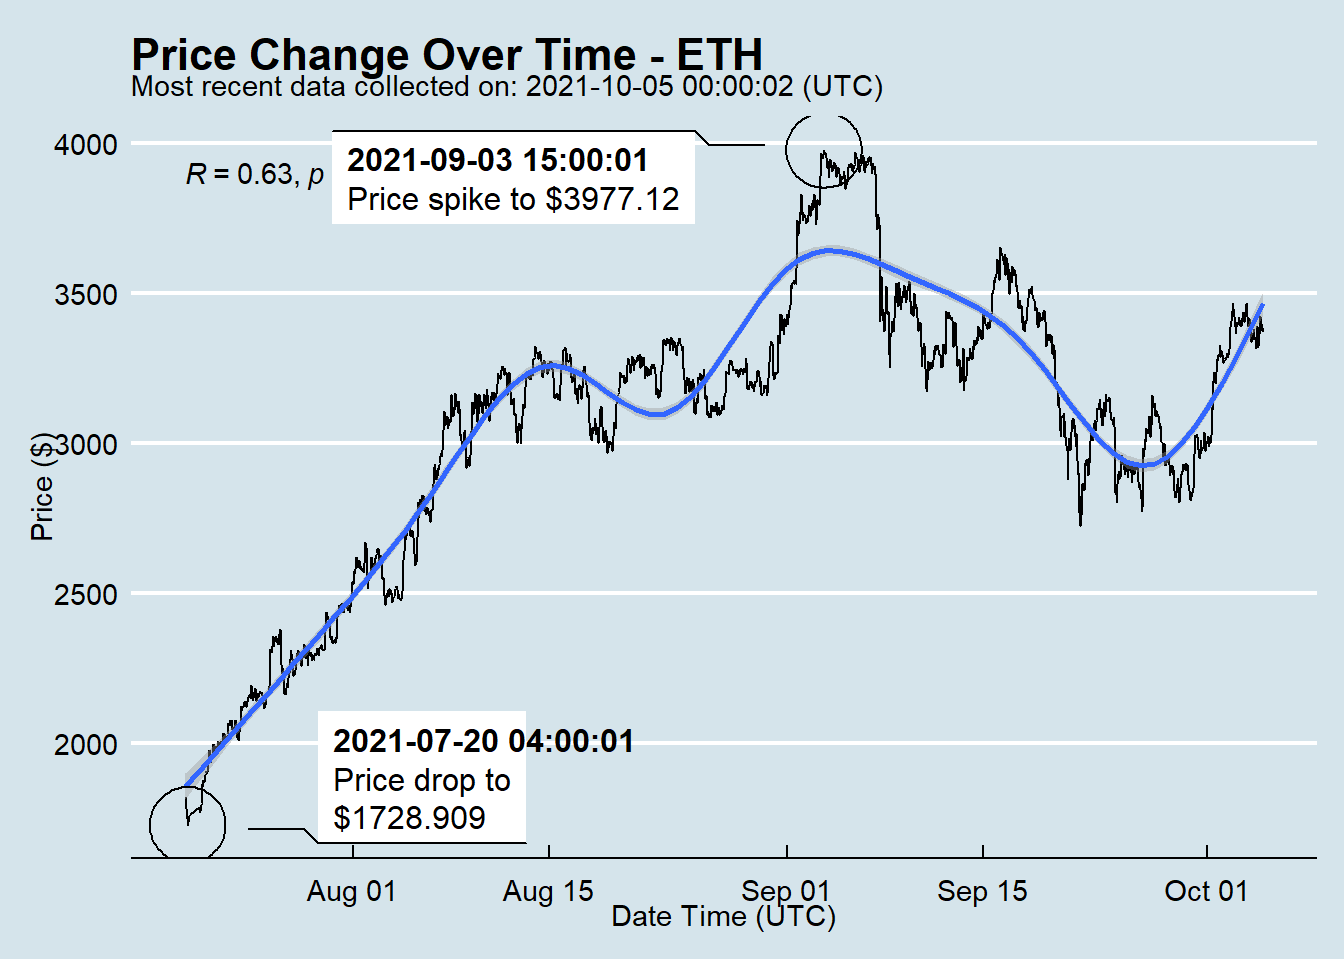 Price Change Over Time - ETH
Most recent data collected on: 2021-10-05 00:00:02 (UTC)
4000
R = 0.63, p
2021-09-03 15:00:01
Price spike to $3977.12
3500
3000
Price ($)
2500
2000
2021-07-20 04:00:01
Price drop to
$1728.909
Aug 01
Aug 15
Sep 01
Sep 15
Oct 01
Date Time (UTC)